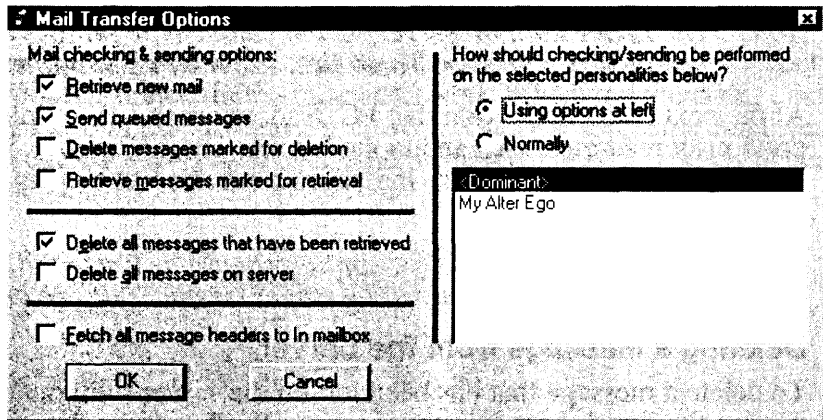 Mail Transfer Options
Mail checking & sending options:
Retrieve new mail
Send queued messages
Delete messages marked for deletion
Retrieve messages marked for retrieval
Delete all messages that have been retrieved
Delete all messages on server
Fetch all message headers to In mailbox
OK
Cancel
How should checking/sending be performed
on the selected personalities below?
Using options at left
Normally
<Dominant>
My Alter Ego